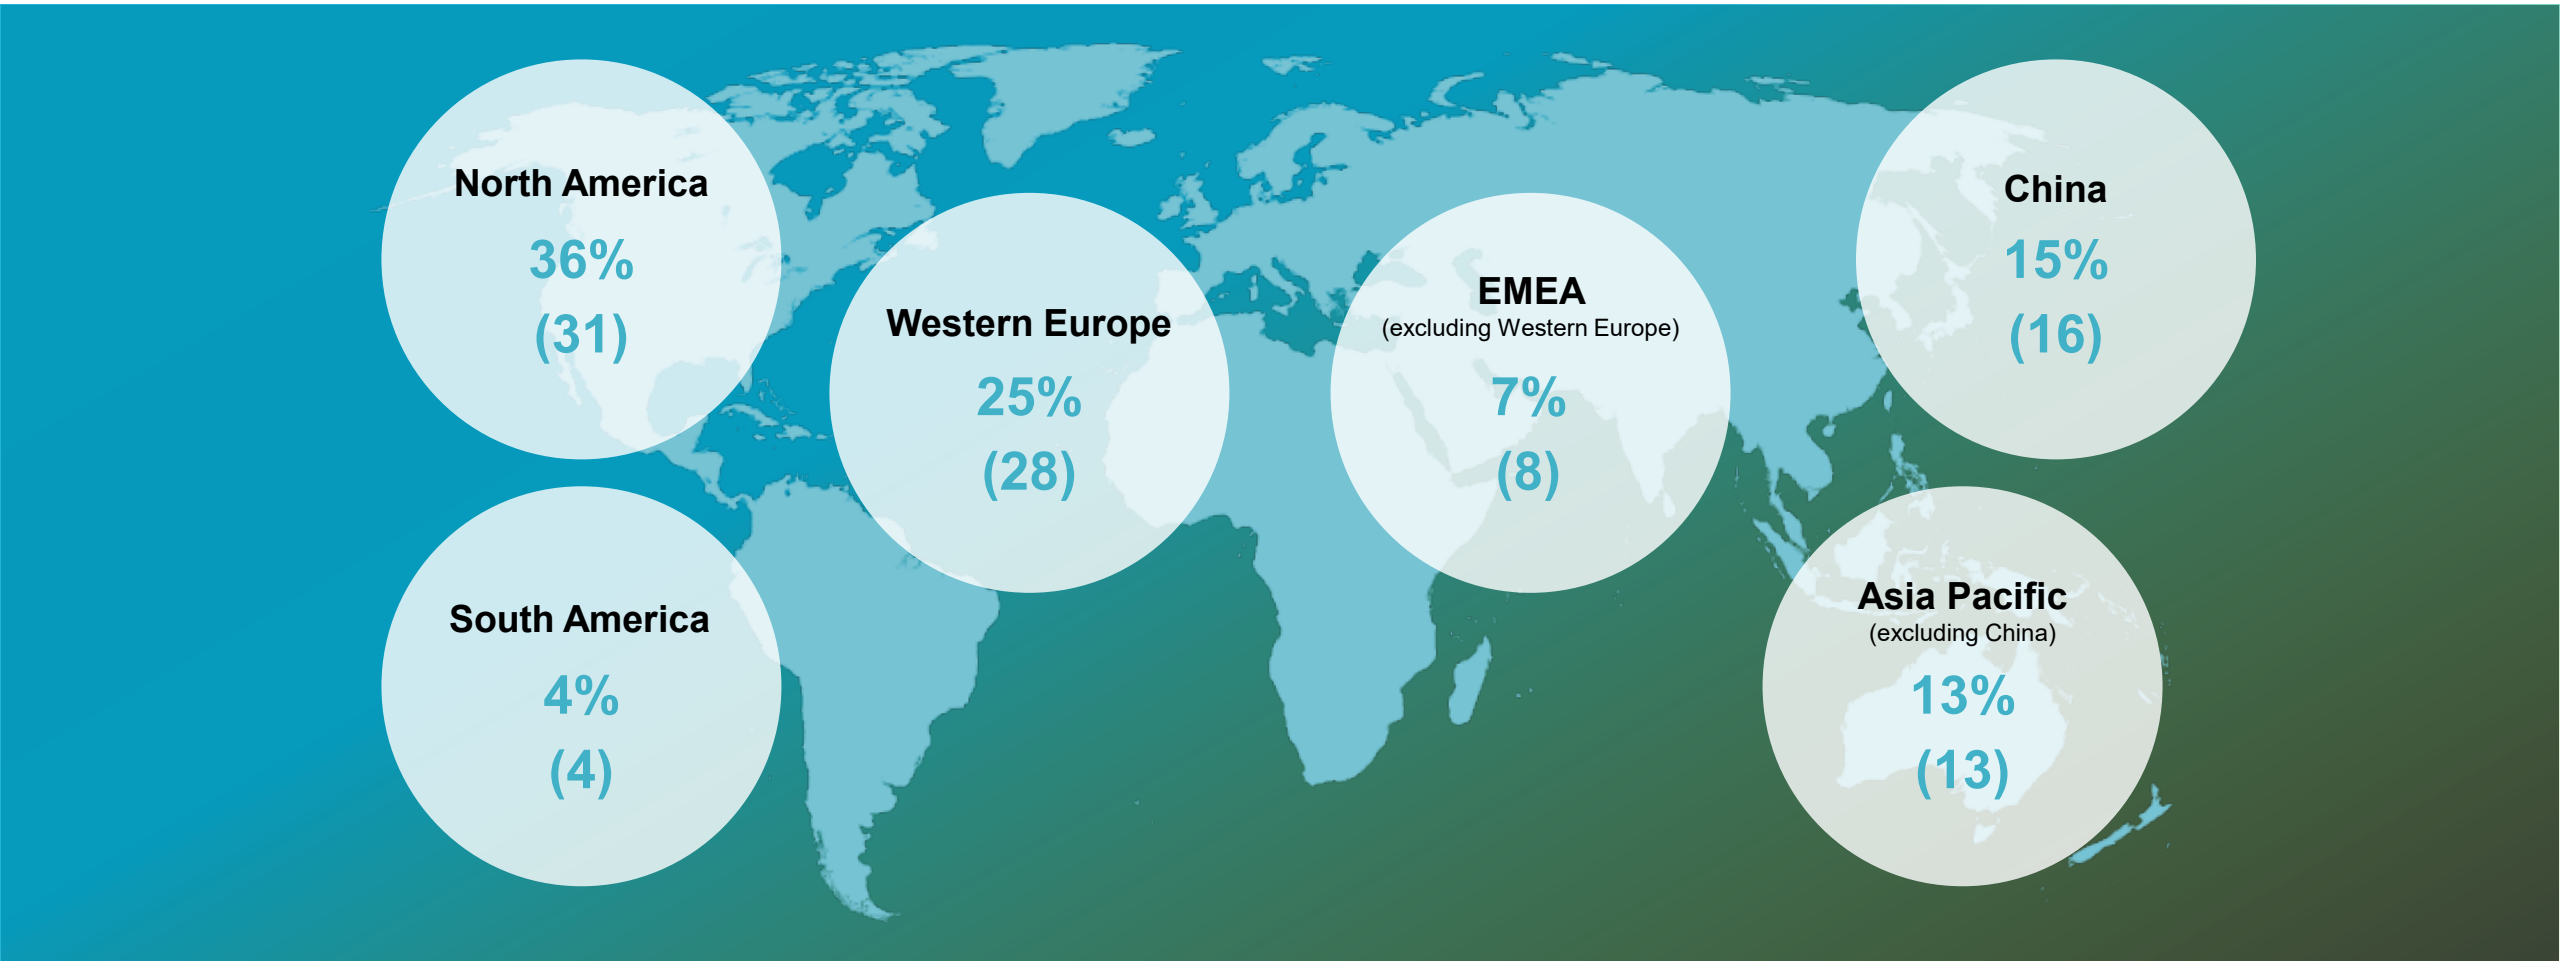 North America
36%
(31)
South America
4%
(4)
Western Europe
25%
(28)
EMEA
(excluding Western Europe)
7%
(8)
China
15%
(16)
Asia Pacific
(excluding China)
13%
(13)